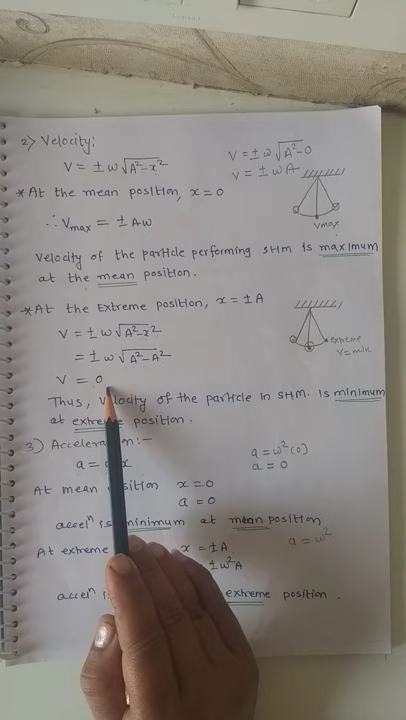 2) Velocity:
V = ± ω √A²-x²
V = ± ω √A²-0
V = ± ω A
* At the mean position, x = 0
∴ Vmax = ± Aω
Vmax
Velocity of the particle performing SHM is maximum
at the mean position.
* At the Extreme position, x = ± A
V = ± ω √A²-x²
= ± ω √A²-A²
V = 0
extreme
V=min
Thus, velocity of the particle in SHM. is minimum
at extreme position.
3) Acceleration:-
a = x
a = ω² (0)
a = 0
At mean position x = 0
a = 0
accelⁿ is minimum at mean position
At extreme x = ± A
± ω² A
a = ω²
accelⁿ extreme position.